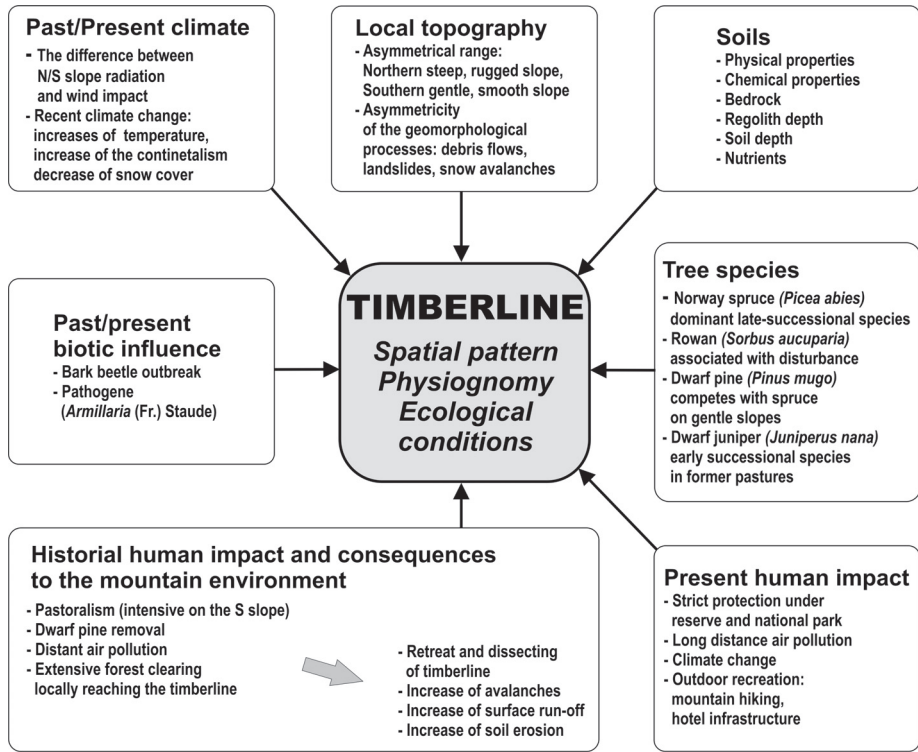 Past/Present climate
- The difference between
N/S slope radiation
and wind impact
- Recent climate change:
increases of temperature,
increase of the continetalism
decrease of snow cover
Local topography
- Asymmetrical range:
Northern steep, rugged slope,
Southern gentle, smooth slope
- Asymmetricity
of the geomorphological
processes: debris flows,
landslides, snow avalanches
Soils
- Physical properties
- Chemical properties
- Bedrock
- Regolith depth
- Soil depth
- Nutrients
Past/present
biotic influence
- Bark beetle outbreak
- Pathogene
(Armillaria (Fr.) Staude)
TIMBERLINE
Spatial pattern
Physiognomy
Ecological
conditions
Tree species
- Norway spruce (Picea abies)
dominant late-successional species
- Rowan (Sorbus aucuparia)
associated with disturbance
- Dwarf pine (Pinus mugo)
competes with spruce
on gentle slopes
- Dwarf juniper (Juniperus nana)
early successional species
in former pastures
Historial human impact and consequences
to the mountain environment
- Pastoralism (intensive on the S slope)
- Dwarf pine removal
- Distant air pollution
- Extensive forest clearing
locally reaching the timberline
- Retreat and dissecting
of timberline
- Increase of avalanches
- Increase of surface run-off
- Increase of soil erosion
Present human impact
- Strict protection under
reserve and national park
- Long distance air pollution
- Climate change
- Outdoor recreation:
mountain hiking,
hotel infrastructure